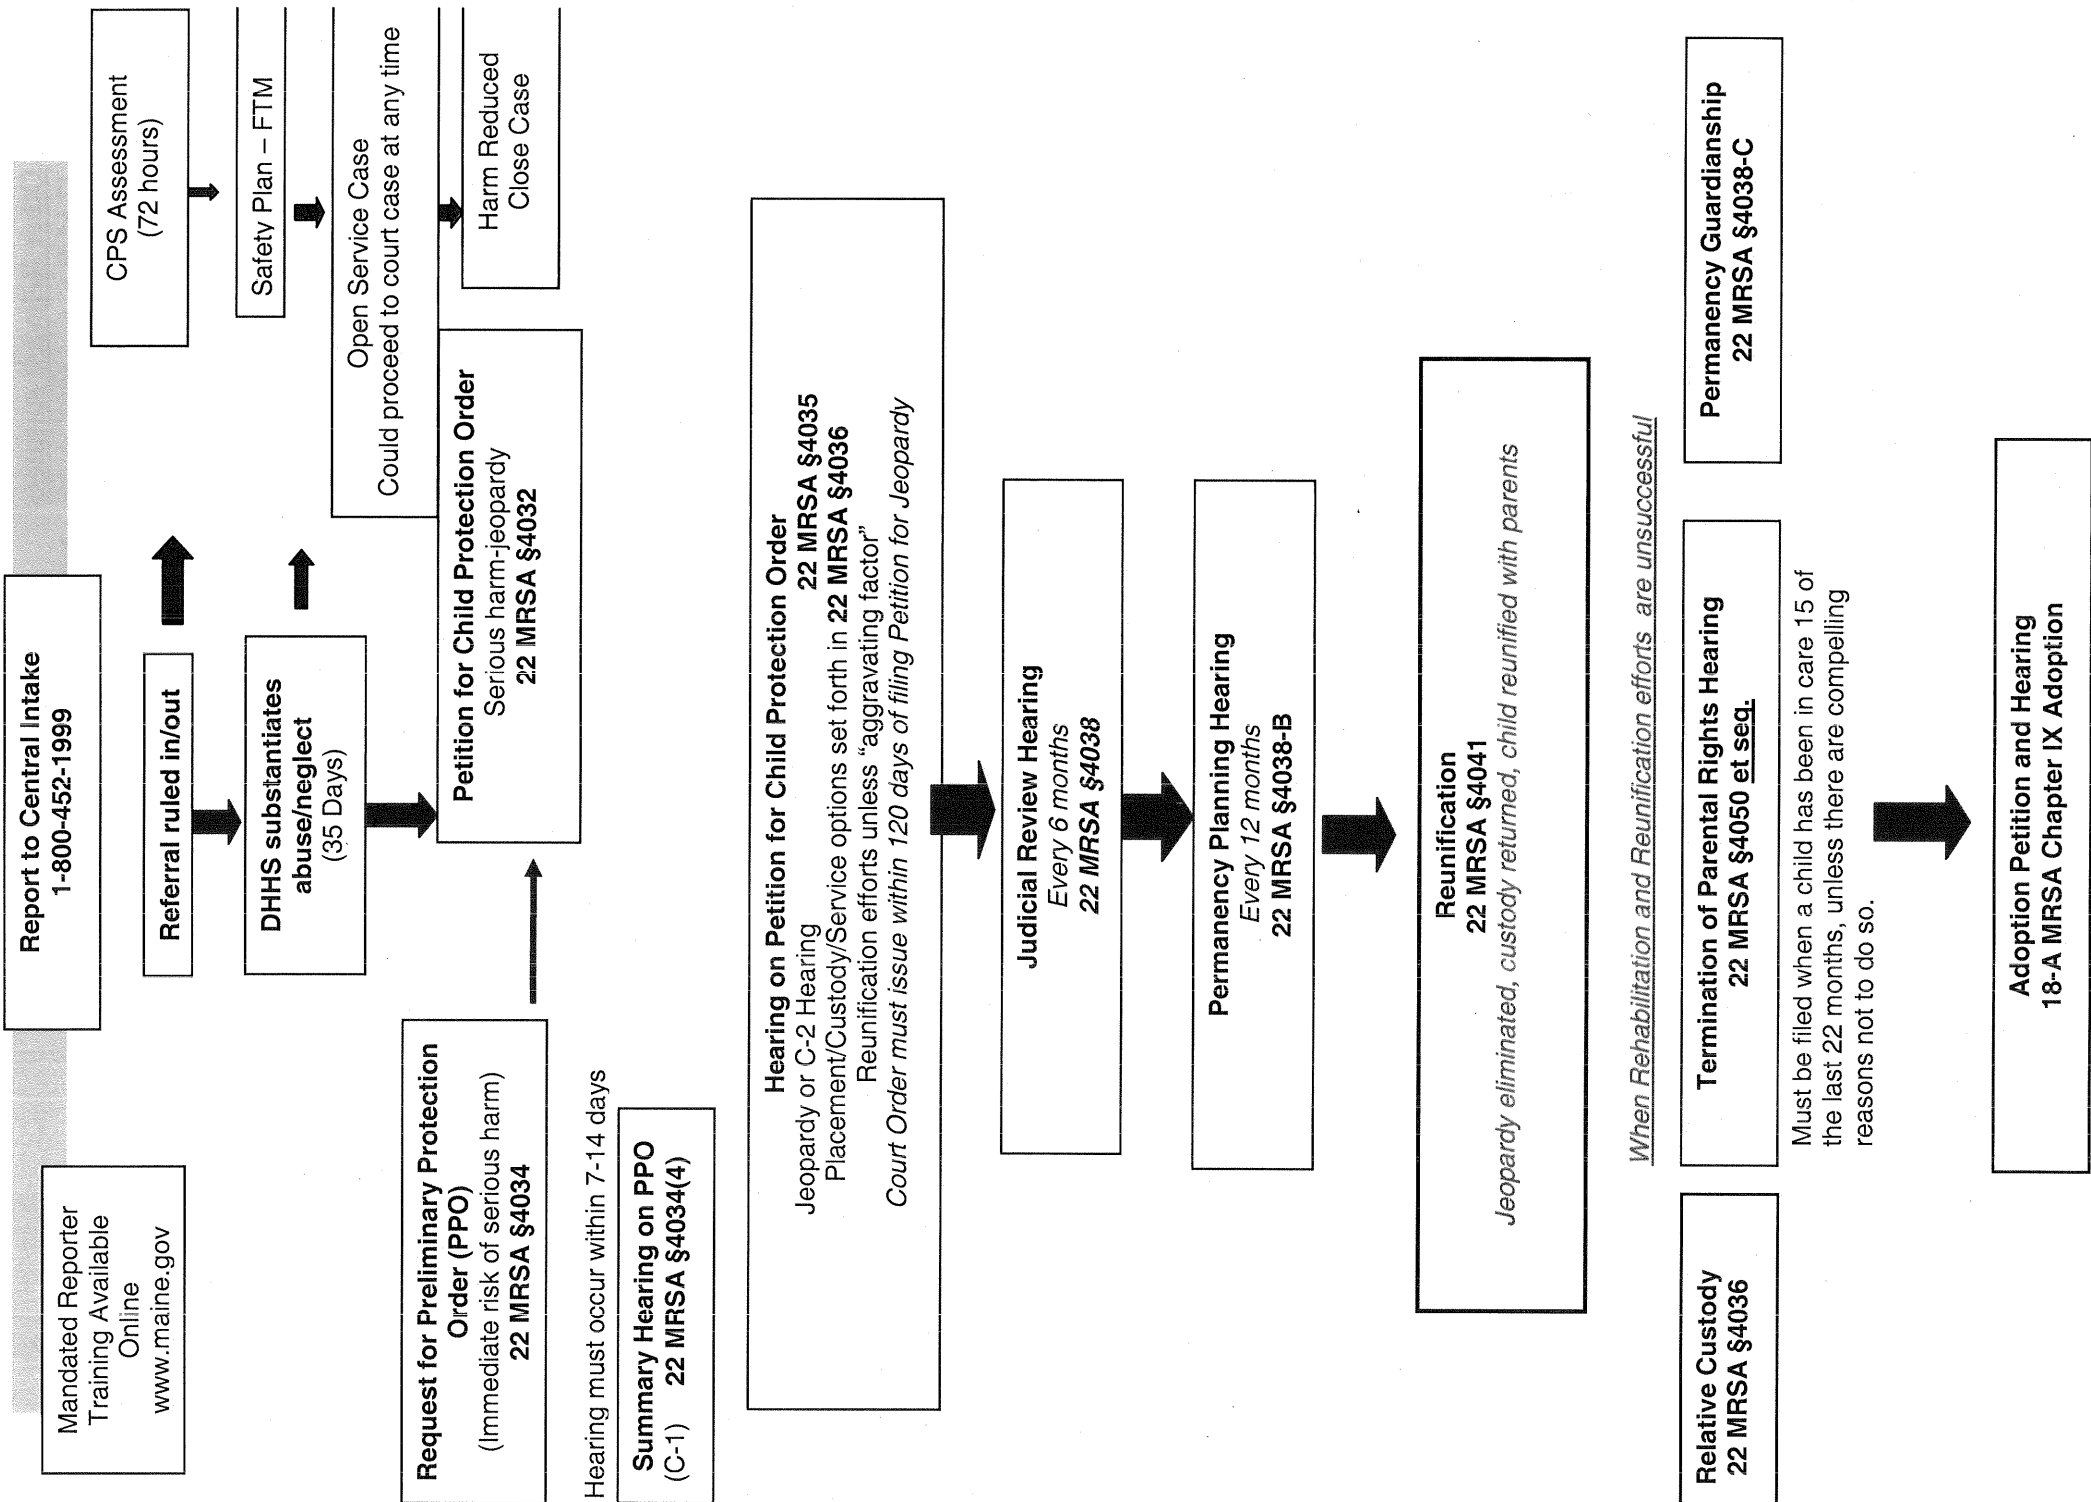 Report to Central Intake
1-800-452-1999
Mandated Reporter
Training Available
Online
www.maine.gov
CPS Assessment
(72 hours)
Referral ruled in/out
Safety Plan – FTM
DHHS substantiates
abuse/neglect
(35 Days)
Open Service Case
Could proceed to court case at any time
Request for Preliminary Protection
Order (PPO)
(Immediate risk of serious harm)
22 MRSA §4034
Petition for Child Protection Order
Serious harm-jeopardy
22 MRSA §4032
Harm Reduced
Close Case
Hearing must occur within 7-14 days
Summary Hearing on PPO
(C-1) 22 MRSA §4034(4)
Hearing on Petition for Child Protection Order
Jeopardy or C-2 Hearing 22 MRSA §4035
Placement/Custody/Service options set forth in 22 MRSA §4036
Reunification efforts unless “aggravating factor”
Court Order must issue within 120 days of filing Petition for Jeopardy
Judicial Review Hearing
Every 6 months
22 MRSA §4038
Permanency Planning Hearing
Every 12 months
22 MRSA §4038-B
Reunification
22 MRSA §4041
Jeopardy eliminated, custody returned, child reunified with parents
When Rehabilitation and Reunification efforts are unsuccessful
Relative Custody
22 MRSA §4036
Termination of Parental Rights Hearing
22 MRSA §4050 et seq.
Permanency Guardianship
22 MRSA §4038-C
Must be filed when a child has been in care 15 of
the last 22 months, unless there are compelling
reasons not to do so.
Adoption Petition and Hearing
18-A MRSA Chapter IX Adoption